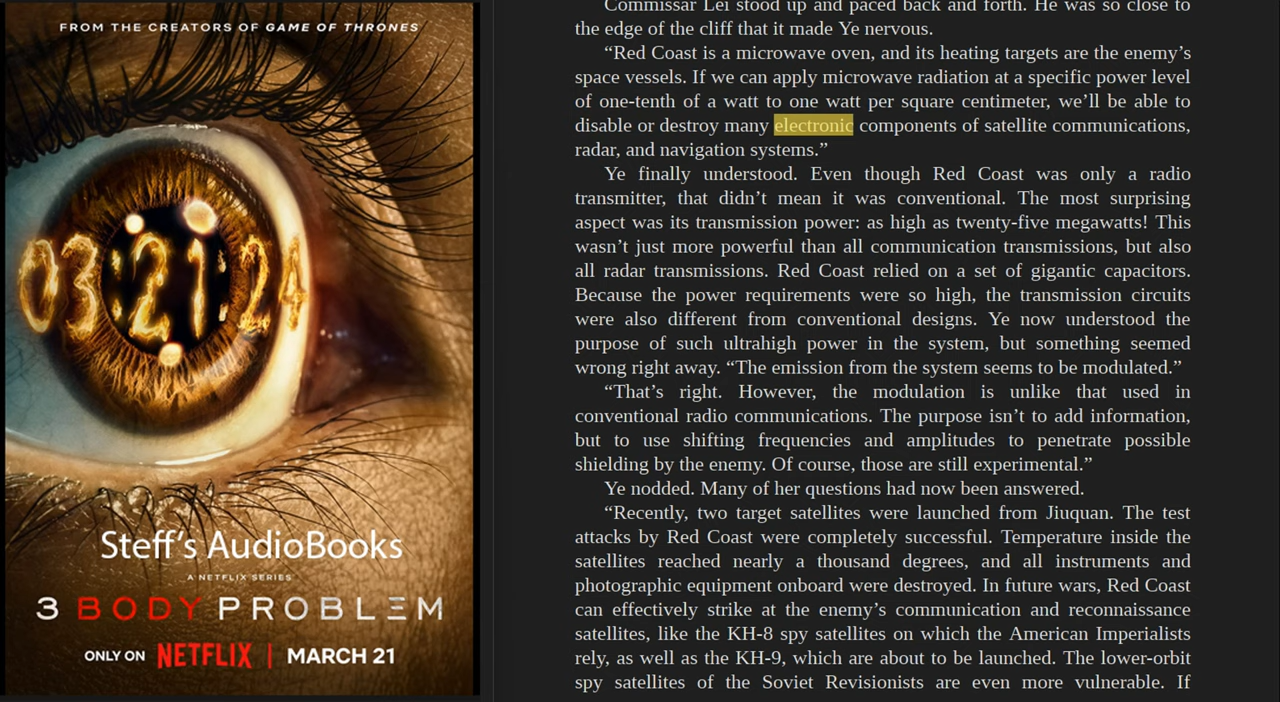 FROM THE CREATORS OF GAME OF THRONES
03:21:24
Steff's AudioBooks
A NETFLIX SERIES
3 BODY PROBLEM
ONLY ON NETFLIX | MARCH 21
Commissar Lei stood up and paced back and forth. He was so close to
the edge of the cliff that it made Ye nervous.
“Red Coast is a microwave oven, and its heating targets are the enemy’s
space vessels. If we can apply microwave radiation at a specific power level
of one-tenth of a watt to one watt per square centimeter, we’ll be able to
disable or destroy many electronic components of satellite communications,
radar, and navigation systems.”
Ye finally understood. Even though Red Coast was only a radio
transmitter, that didn’t mean it was conventional. The most surprising
aspect was its transmission power: as high as twenty-five megawatts! This
wasn’t just more powerful than all communication transmissions, but also
all radar transmissions. Red Coast relied on a set of gigantic capacitors.
Because the power requirements were so high, the transmission circuits
were also different from conventional designs. Ye now understood the
purpose of such ultrahigh power in the system, but something seemed
wrong right away. “The emission from the system seems to be modulated.”
“That’s right. However, the modulation is unlike that used in
conventional radio communications. The purpose isn’t to add information,
but to use shifting frequencies and amplitudes to penetrate possible
shielding by the enemy. Of course, those are still experimental.”
Ye nodded. Many of her questions had now been answered.
“Recently, two target satellites were launched from Jiuquan. The test
attacks by Red Coast were completely successful. Temperature inside the
satellites reached nearly a thousand degrees, and all instruments and
photographic equipment onboard were destroyed. In future wars, Red Coast
can effectively strike at the enemy’s communication and reconnaissance
satellites, like the KH-8 spy satellites on which the American Imperialists
rely, as well as the KH-9, which are about to be launched. The lower-orbit
spy satellites of the Soviet Revisionists are even more vulnerable. If